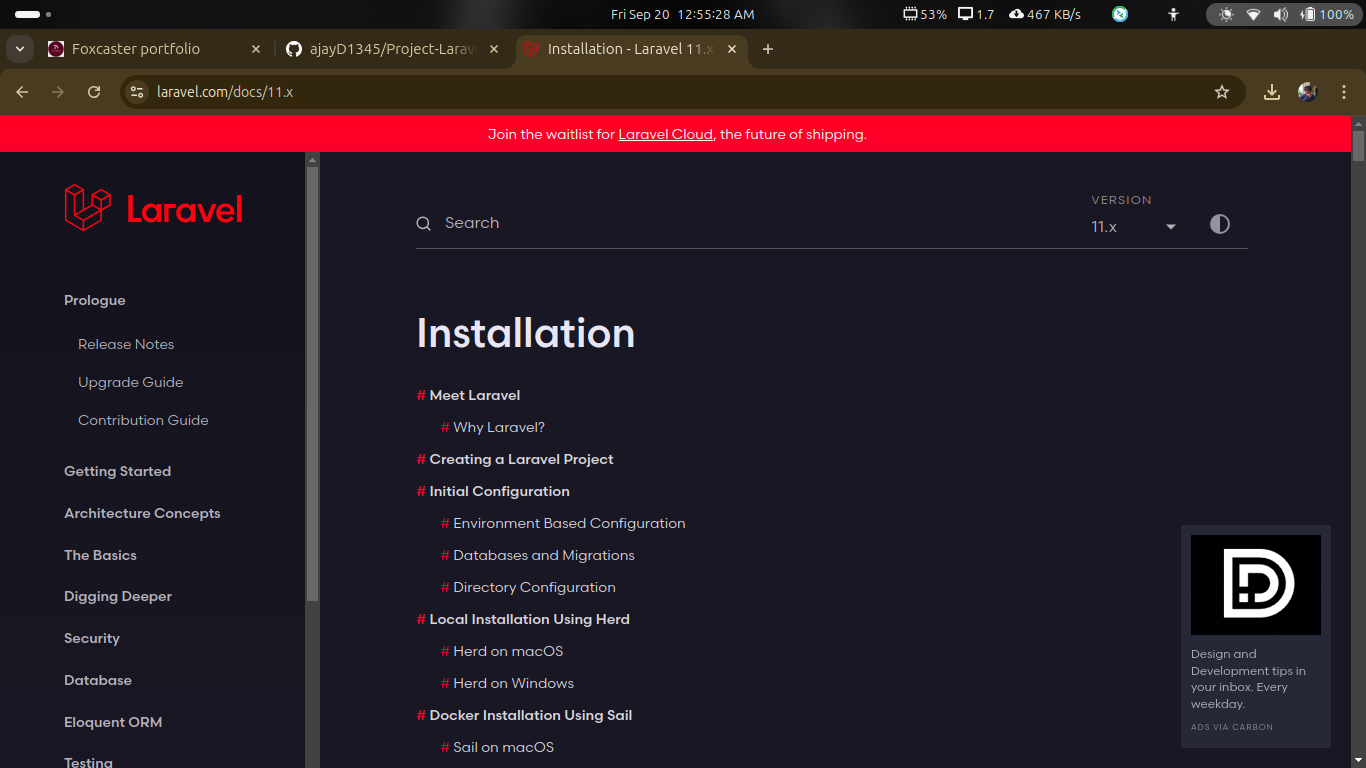 Fri Sep 20 12:55:28 AM
53%
1.7
467 KB/s
100%
Foxcaster portfolio
ajayD1345/Project-Larav
Installation - Laravel 11.x
laravel.com/docs/11.x
Join the waitlist for Laravel Cloud, the future of shipping.
Laravel
Search
VERSION
11.x
Prologue
Release Notes
Upgrade Guide
Contribution Guide
Getting Started
Architecture Concepts
The Basics
Digging Deeper
Security
Database
Eloquent ORM
Testing
Installation
# Meet Laravel
# Why Laravel?
# Creating a Laravel Project
# Initial Configuration
# Environment Based Configuration
# Databases and Migrations
# Directory Configuration
# Local Installation Using Herd
# Herd on macOS
# Herd on Windows
# Docker Installation Using Sail
# Sail on macOS
D
Design and
Development tips in
your inbox. Every
weekday.
ADS VIA CARBON